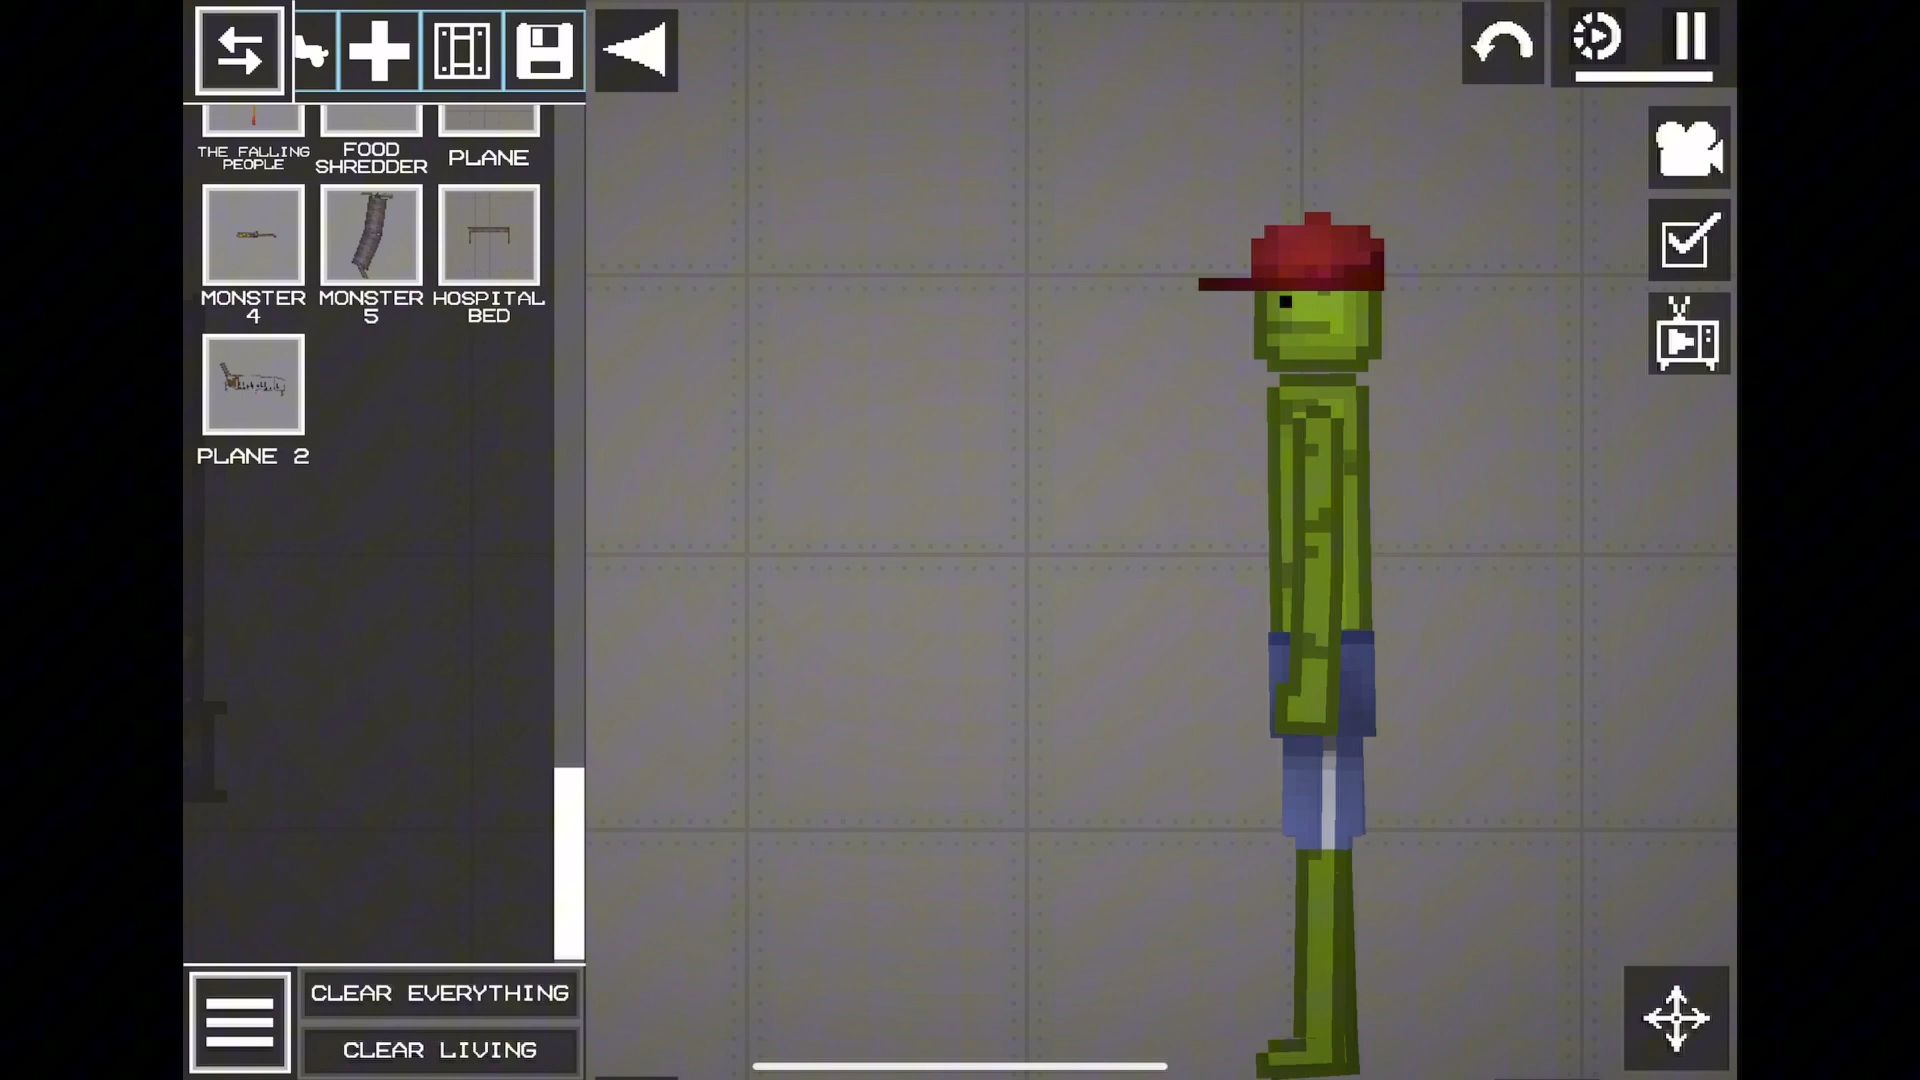 THE FALLING
PEOPLE
FOOD
SHREDDER
PLANE
MONSTER
4
MONSTER
5
HOSPITAL
BED
PLANE 2
CLEAR EVERYTHING
CLEAR LIVING